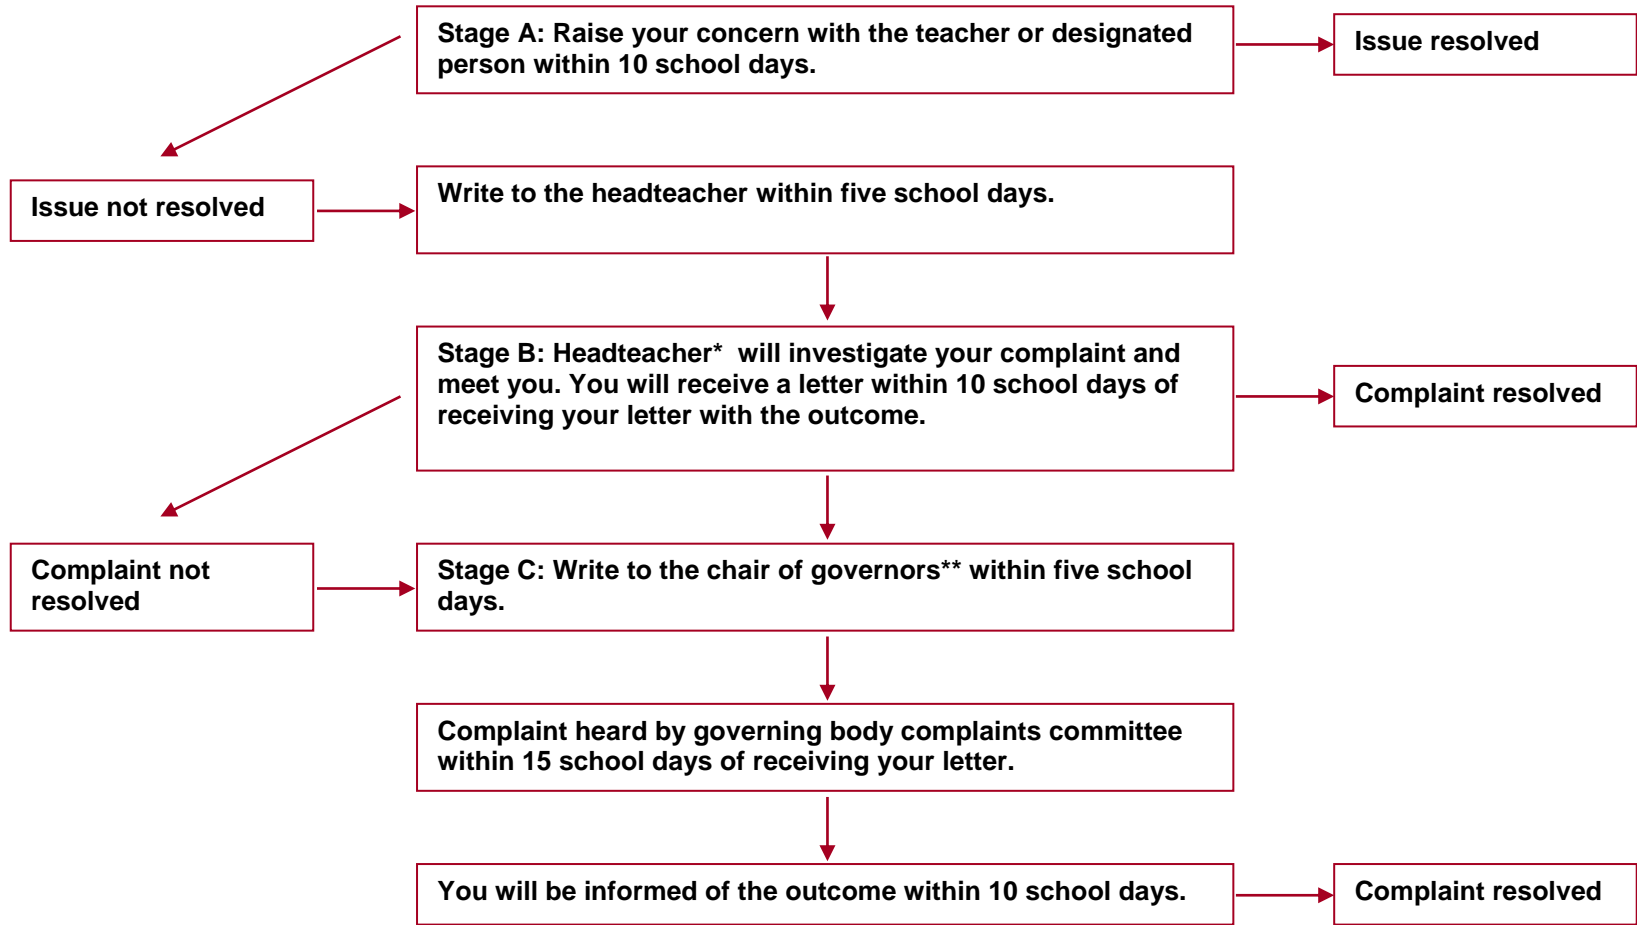 Stage A: Raise your concern with the teacher or designated
person within 10 school days.
Issue resolved
Issue not resolved
Write to the headteacher within five school days.
Stage B: Headteacher*  will investigate your complaint and
meet you. You will receive a letter within 10 school days of
receiving your letter with the outcome.
Complaint resolved
Complaint not
resolved
Stage C: Write to the chair of governors** within five school
days.
Complaint heard by governing body complaints committee
within 15 school days of receiving your letter.
You will be informed of the outcome within 10 school days.
Complaint resolved